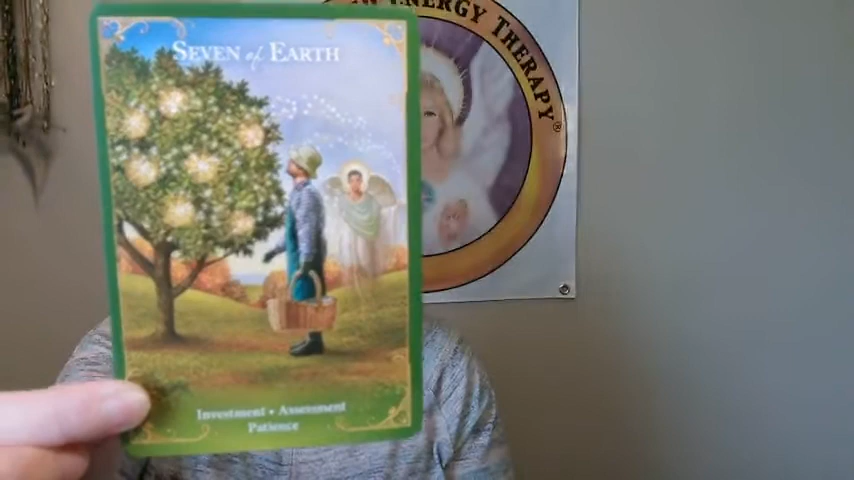 SEVEN of EARTH
Investment • Assessment
Patience
ENERGY THERAPY®